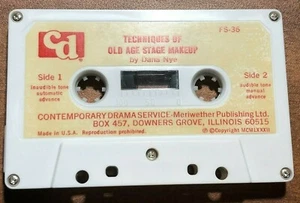 Cd.
TECHNIQUES OF
FS-36
OLD AGE STAGE MAKEUP
by Dana Nye
Side 1
Side 2
inaudible tone
automatic
advance
audible tone
manual
advance
CONTEMPORARY DRAMA SERVICE-Meriwether Publishing Ltd.
BOX 457, DOWNERS GROVE, ILLINOIS 60515
Made in U.S.A. Reproduction prohibited.
©Copyright MCMLXXXII